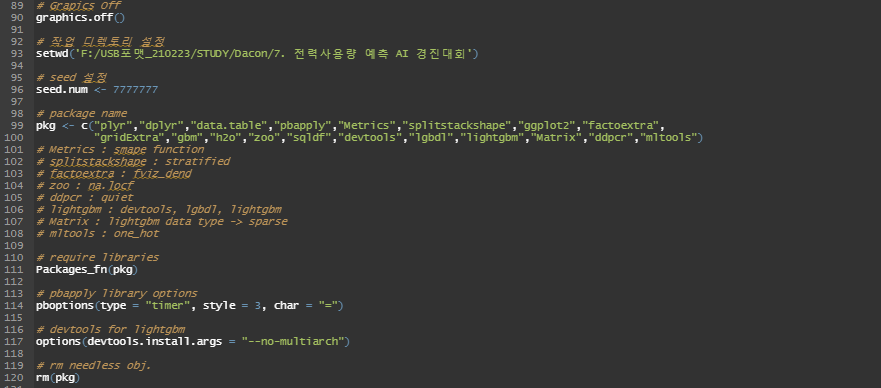 89 # Grapics Off
90 graphics.off()
91
92 # 작업 디렉토리 설정
93 setwd('F:/USB포맷_210223/STUDY/Dacon/7. 전력사용량 예측 AI 경진대회')
94
95 # seed 설정
96 seed.num <- 7777777
97
98 # package name
99 pkg <- c("plyr","dplyr","data.table","pbapply","Metrics","splitstackshape","ggplot2","factoextra",
100 "gridExtra","gbm","h2o","zoo","sqldf","devtools","lgbdl","lightgbm","Matrix","ddpcr","mltools")
101 # Metrics : smape function
102 # splitstackshape : stratified
103 # factoextra : fviz_dend
104 # zoo : na.locf
105 # ddpcr : quiet
106 # lightgbm : devtools, lgbdl, lightgbm
107 # Matrix : lightgbm data type -> sparse
108 # mltools : one_hot
109
110 # require libraries
111 Packages_fn(pkg)
112
113 # pbapply library options
114 pboptions(type = "timer", style = 3, char = "=")
115
116 # devtools for lightgbm
117 options(devtools.install.args = "--no-multiarch")
118
119 # rm needless obj.
120 rm(pkg)